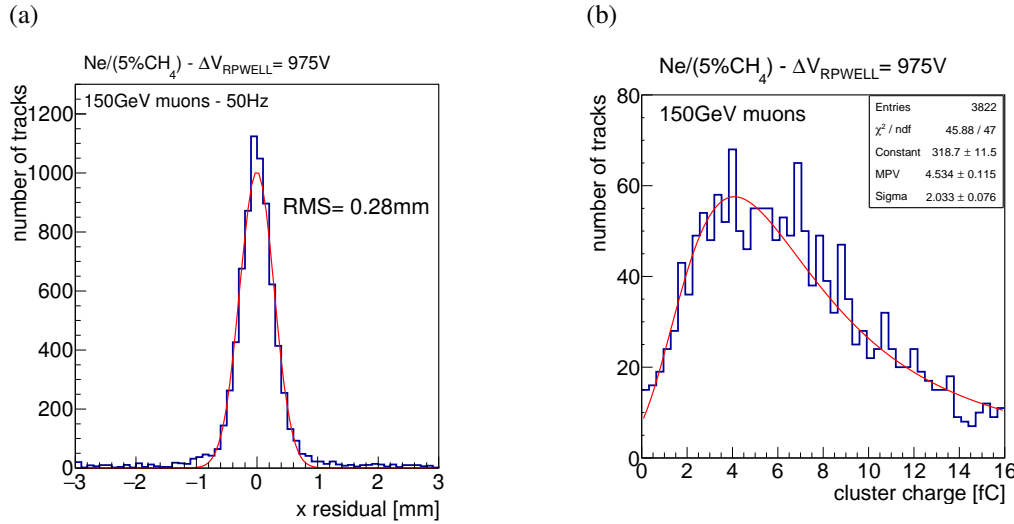 (a)
Ne/(5%CH₄) - ΔV_RPWELL= 975V
150GeV muons - 50Hz
RMS= 0.28mm
number of tracks
1200
1000
800
600
400
200
0
−3 −2 −1 0 1 2 3
x residual [mm]
(b)
Ne/(5%CH₄) - ΔV_RPWELL= 975V
150GeV muons
Entries 3822
χ² / ndf 45.88 / 47
Constant 318.7 ± 11.5
MPV 4.534 ± 0.115
Sigma 2.033 ± 0.076
number of tracks
80
60
40
20
0
0 2 4 6 8 10 12 14 16
cluster charge [fC]